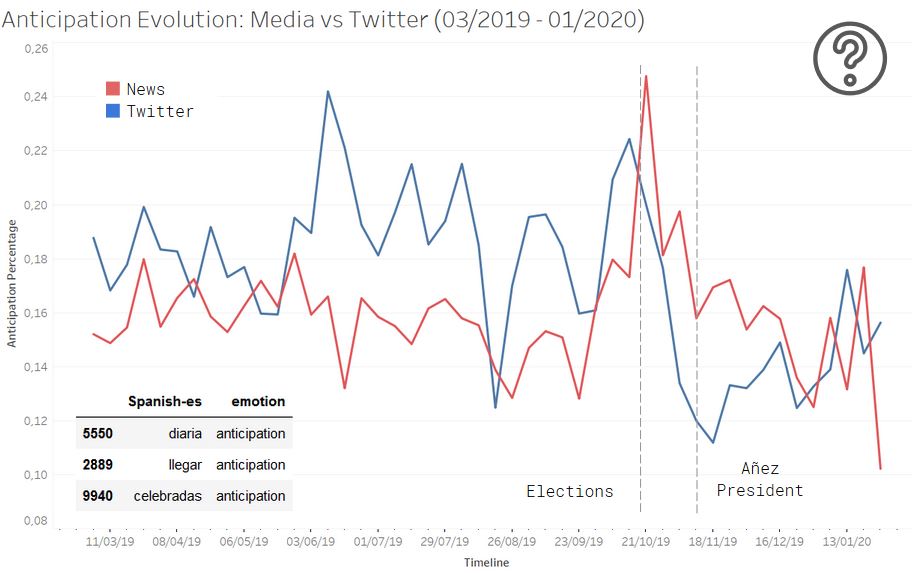 Anticipation Evolution: Media vs Twitter (03/2019 - 01/2020)
0,26
0,24
0,22
0,20
0,18
0,16
0,14
0,12
0,10
0,08
Anticipation Percentage
News
Twitter
?
Spanish-es emotion
5550 diaria anticipation
2889 llegar anticipation
9940 celebradas anticipation
Elections
Añez
President
11/03/19 08/04/19 06/05/19 03/06/19 01/07/19 29/07/19 26/08/19 23/09/19 21/10/19 18/11/19 16/12/19 13/01/20
Timeline